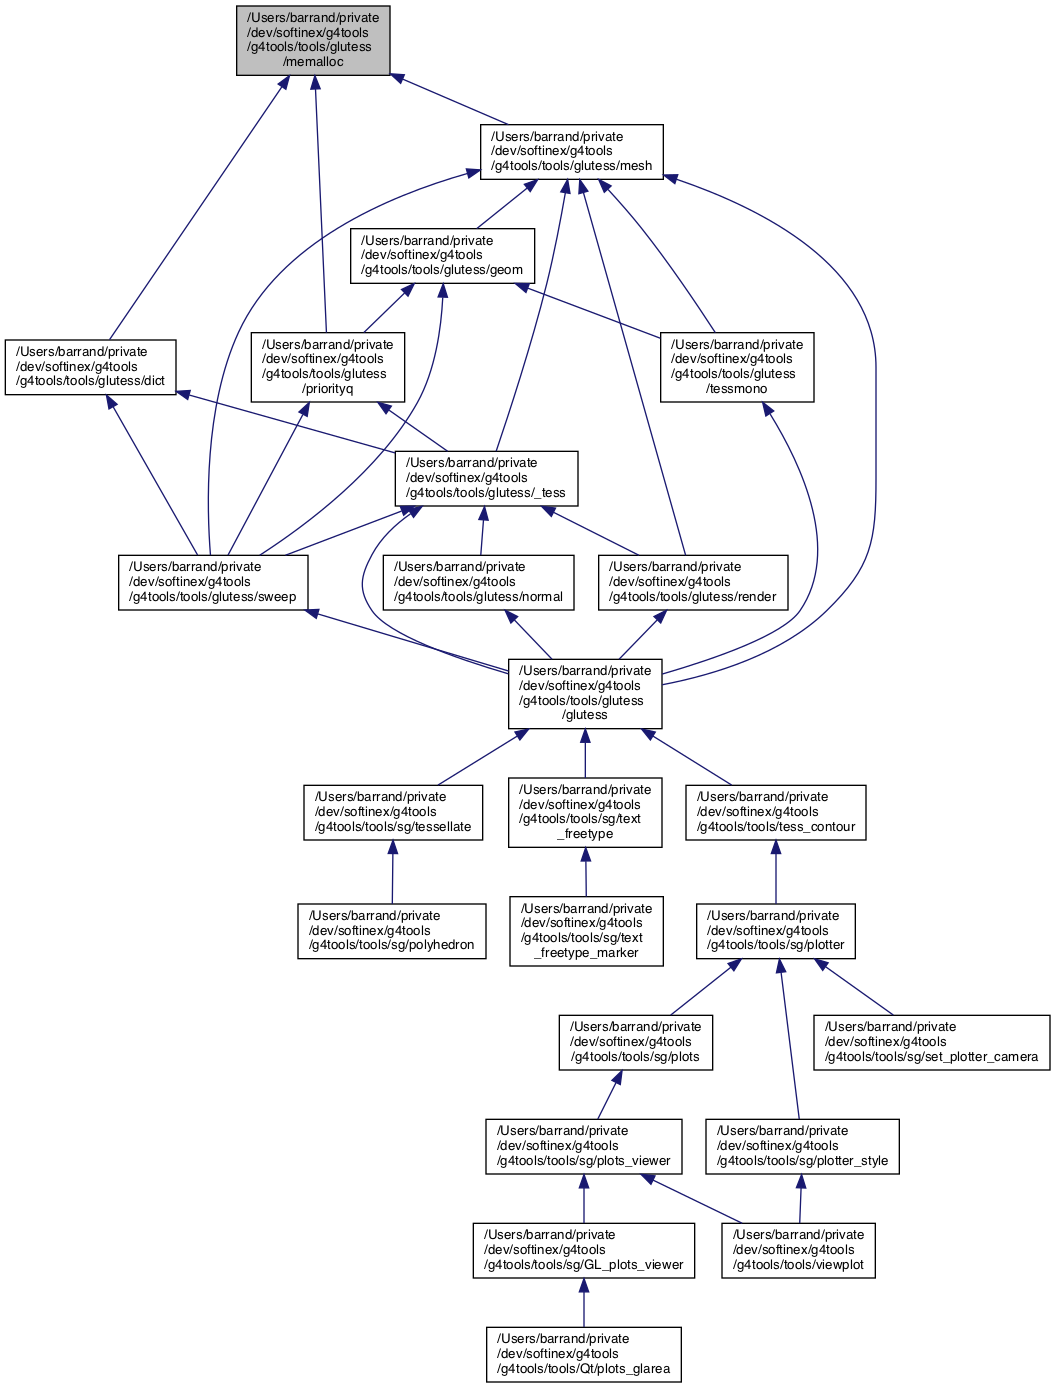 /Users/barrand/private
/dev/softinex/g4tools
/g4tools/tools/glutess
/memalloc
/Users/barrand/private
/dev/softinex/g4tools
/g4tools/tools/glutess/mesh
/Users/barrand/private
/dev/softinex/g4tools
/g4tools/tools/glutess/geom
/Users/barrand/private
/dev/softinex/g4tools
/g4tools/tools/glutess/dict
/Users/barrand/private
/dev/softinex/g4tools
/g4tools/tools/glutess
/priorityq
/Users/barrand/private
/dev/softinex/g4tools
/g4tools/tools/glutess
/tessmono
/Users/barrand/private
/dev/softinex/g4tools
/g4tools/tools/glutess/_tess
/Users/barrand/private
/dev/softinex/g4tools
/g4tools/tools/glutess/sweep
/Users/barrand/private
/dev/softinex/g4tools
/g4tools/tools/glutess/normal
/Users/barrand/private
/dev/softinex/g4tools
/g4tools/tools/glutess/render
/Users/barrand/private
/dev/softinex/g4tools
/g4tools/tools/glutess
/glutess
/Users/barrand/private
/dev/softinex/g4tools
/g4tools/tools/sg/tessellate
/Users/barrand/private
/dev/softinex/g4tools
/g4tools/tools/sg/text
_freetype
/Users/barrand/private
/dev/softinex/g4tools
/g4tools/tools/tess_contour
/Users/barrand/private
/dev/softinex/g4tools
/g4tools/tools/sg/polyhedron
/Users/barrand/private
/dev/softinex/g4tools
/g4tools/tools/sg/text
_freetype_marker
/Users/barrand/private
/dev/softinex/g4tools
/g4tools/tools/sg/plotter
/Users/barrand/private
/dev/softinex/g4tools
/g4tools/tools/sg/plots
/Users/barrand/private
/dev/softinex/g4tools
/g4tools/tools/sg/set_plotter_camera
/Users/barrand/private
/dev/softinex/g4tools
/g4tools/tools/sg/plots_viewer
/Users/barrand/private
/dev/softinex/g4tools
/g4tools/tools/sg/plotter_style
/Users/barrand/private
/dev/softinex/g4tools
/g4tools/tools/sg/GL_plots_viewer
/Users/barrand/private
/dev/softinex/g4tools
/g4tools/tools/viewplot
/Users/barrand/private
/dev/softinex/g4tools
/g4tools/tools/Qt/plots_glarea